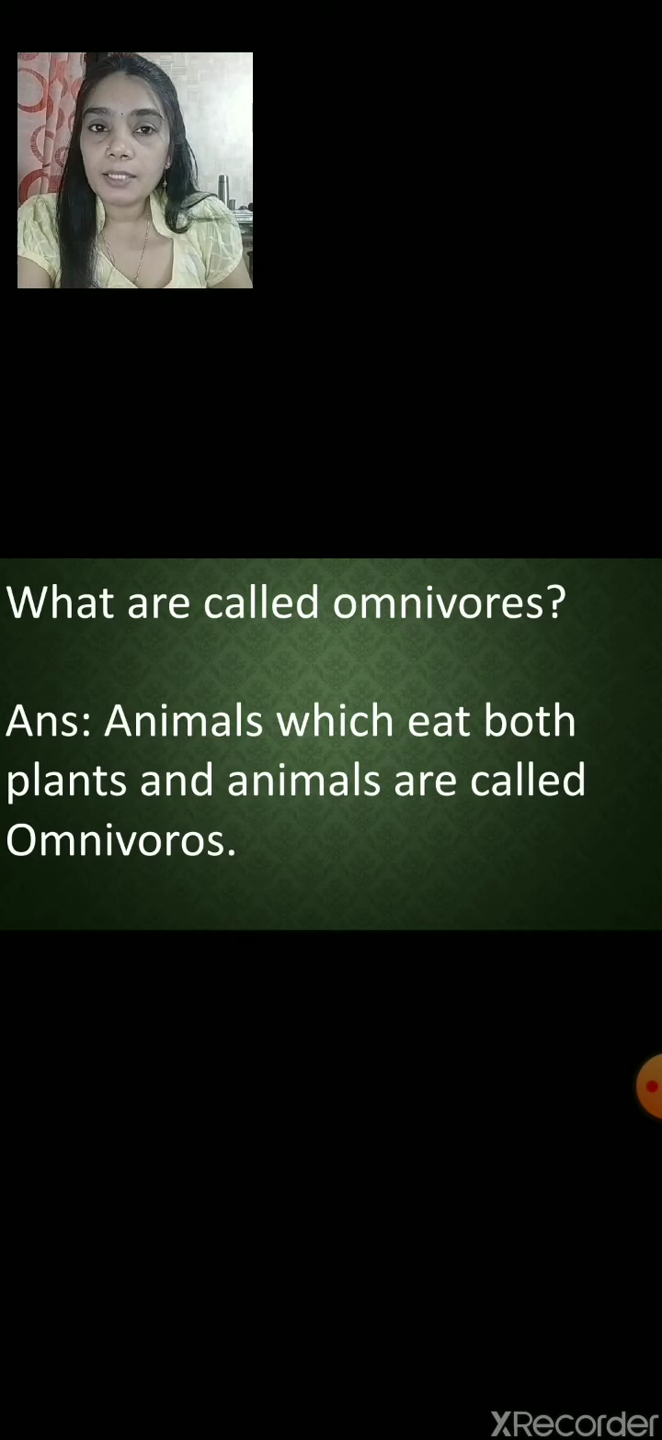 What are called omnivores?
Ans: Animals which eat both
plants and animals are called
Omnivoros.
XRecorder